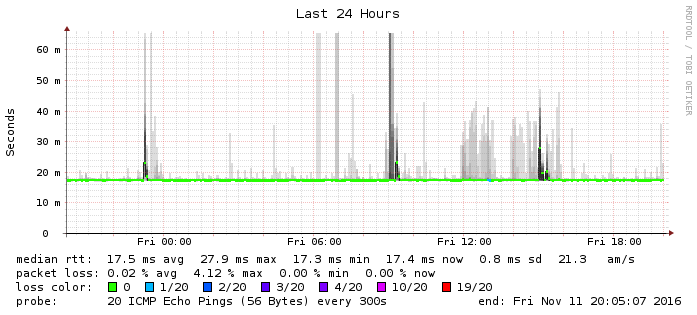 Last 24 Hours
RRDTOOL / TOBI OETIKER
Seconds
60 m
50 m
40 m
30 m
20 m
10 m
0
Fri 00:00 Fri 06:00 Fri 12:00 Fri 18:00
median rtt: 17.5 ms avg 27.9 ms max 17.3 ms min 17.4 ms now 0.8 ms sd 21.3 am/s
packet loss: 0.02 % avg 4.12 % max 0.00 % min 0.00 % now
loss color: 0 1/20 2/20 3/20 4/20 10/20 19/20
probe: 20 ICMP Echo Pings (56 Bytes) every 300s end: Fri Nov 11 20:05:07 2016